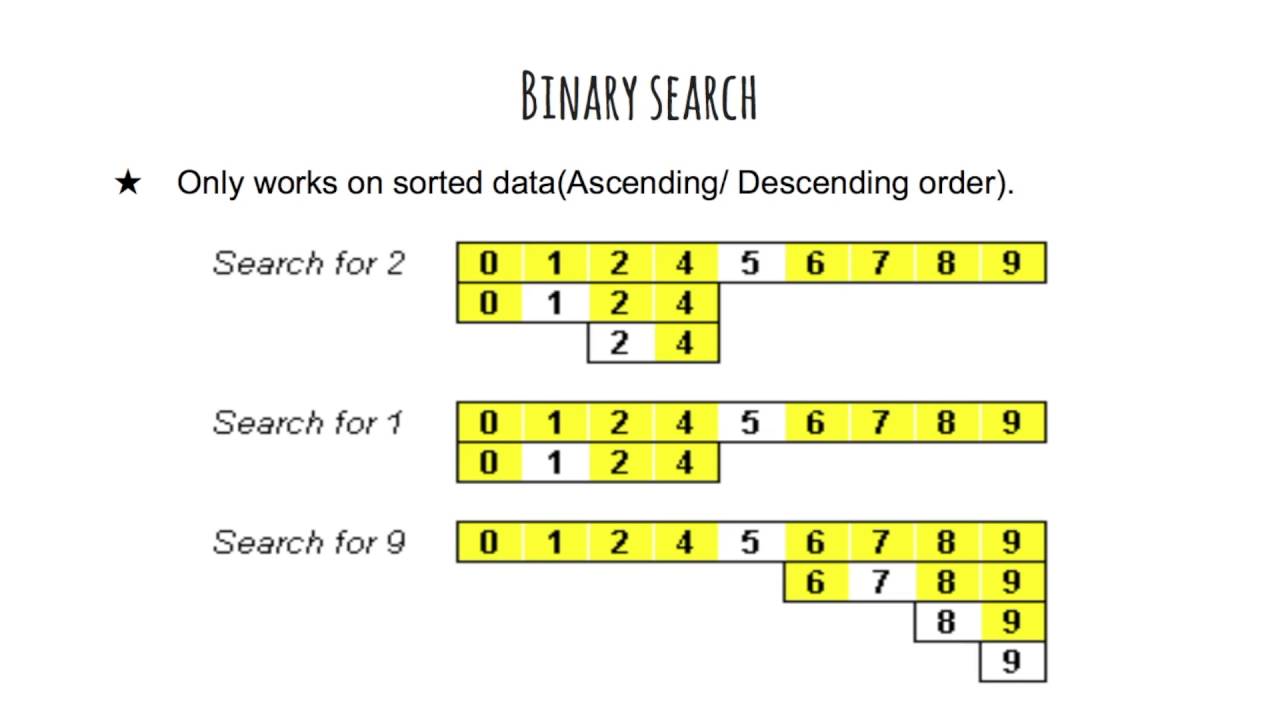 BINARY SEARCH
★ Only works on sorted data(Ascending/ Descending order).
Search for 2 0 1 2 4 5 6 7 8 9
0 1 2 4
2 4
Search for 1 0 1 2 4 5 6 7 8 9
0 1 2 4
Search for 9 0 1 2 4 5 6 7 8 9
6 7 8 9
8 9
9